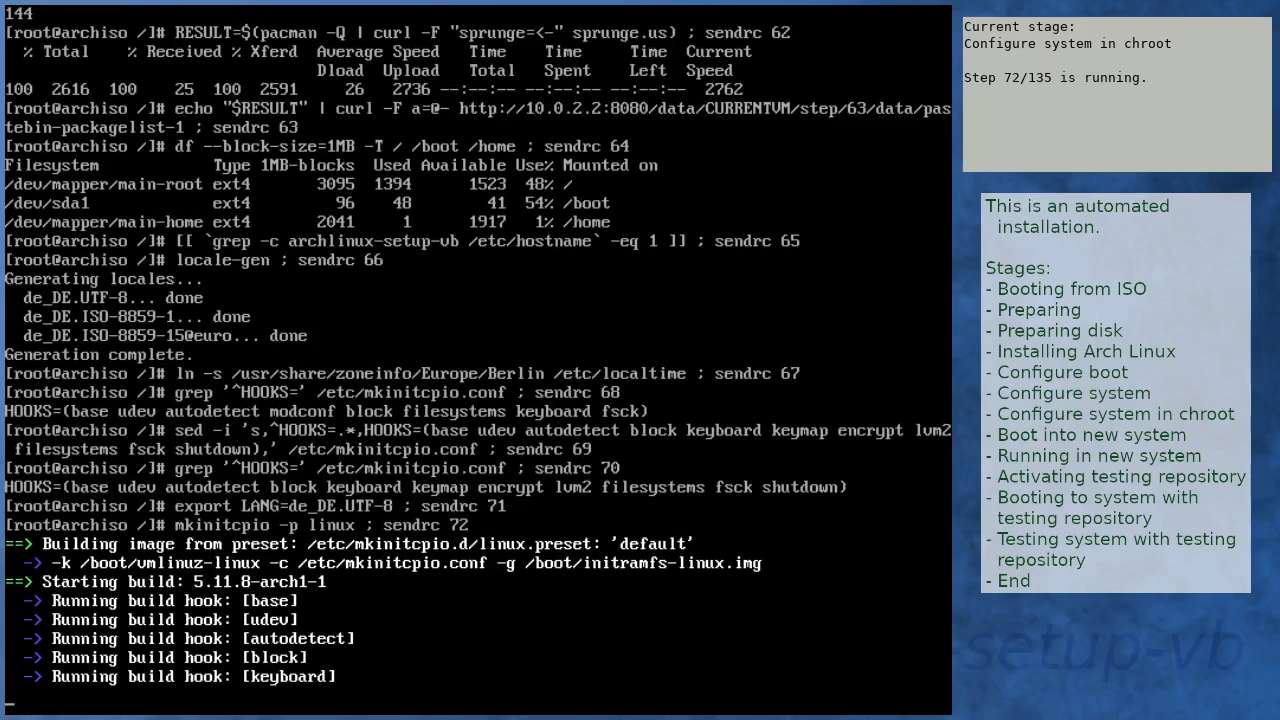 144
[root@archiso /]# RESULT=$(pacman -Q | curl -F "sprunge=<-" sprunge.us) ; sendrc 62
  % Total    % Received % Xferd  Average Speed   Time    Time     Time  Current
                                 Dload  Upload   Total   Spent    Left  Speed
100  2616  100    25  100  2591     26   2736 --:--:-- --:--:-- --:--:--  2762
[root@archiso /]# echo "$RESULT" | curl -F a=@- http://10.0.2.2:8080/data/CURRENTVM/step/63/data/pas
tebin-packagelist-1 ; sendrc 63
[root@archiso /]# df --block-size=1MB -T / /boot /home ; sendrc 64
Filesystem            Type 1MB-blocks  Used Available Use% Mounted on
/dev/mapper/main-root ext4       3095  1394      1523  48% /
/dev/sda1             ext4         96    48        41  54% /boot
/dev/mapper/main-home ext4       2041     1      1917   1% /home
[root@archiso /]# [[ `grep -c archlinux-setup-vb /etc/hostname` -eq 1 ]] ; sendrc 65
[root@archiso /]# locale-gen ; sendrc 66
Generating locales...
  de_DE.UTF-8... done
  de_DE.ISO-8859-1... done
  de_DE.ISO-8859-15@euro... done
Generation complete.
[root@archiso /]# ln -s /usr/share/zoneinfo/Europe/Berlin /etc/localtime ; sendrc 67
[root@archiso /]# grep '^HOOKS=' /etc/mkinitcpio.conf ; sendrc 68
HOOKS=(base udev autodetect modconf block filesystems keyboard fsck)
[root@archiso /]# sed -i 's,^HOOKS=.*,HOOKS=(base udev autodetect block keyboard keymap encrypt lvm2
 filesystems fsck shutdown),' /etc/mkinitcpio.conf ; sendrc 69
[root@archiso /]# grep '^HOOKS=' /etc/mkinitcpio.conf ; sendrc 70
HOOKS=(base udev autodetect block keyboard keymap encrypt lvm2 filesystems fsck shutdown)
[root@archiso /]# export LANG=de_DE.UTF-8 ; sendrc 71
[root@archiso /]# mkinitcpio -p linux ; sendrc 72
==> Building image from preset: /etc/mkinitcpio.d/linux.preset: 'default'
  -> -k /boot/vmlinuz-linux -c /etc/mkinitcpio.conf -g /boot/initramfs-linux.img
==> Starting build: 5.11.8-arch1-1
  -> Running build hook: [base]
  -> Running build hook: [udev]
  -> Running build hook: [autodetect]
  -> Running build hook: [block]
  -> Running build hook: [keyboard]
_
Current stage:
Configure system in chroot
Step 72/135 is running.
This is an automated
installation.
Stages:
- Booting from ISO
- Preparing
- Preparing disk
- Installing Arch Linux
- Configure boot
- Configure system
- Configure system in chroot
- Boot into new system
- Running in new system
- Activating testing repository
- Booting to system with
testing repository
- Testing system with testing
repository
- End
-setup-vb